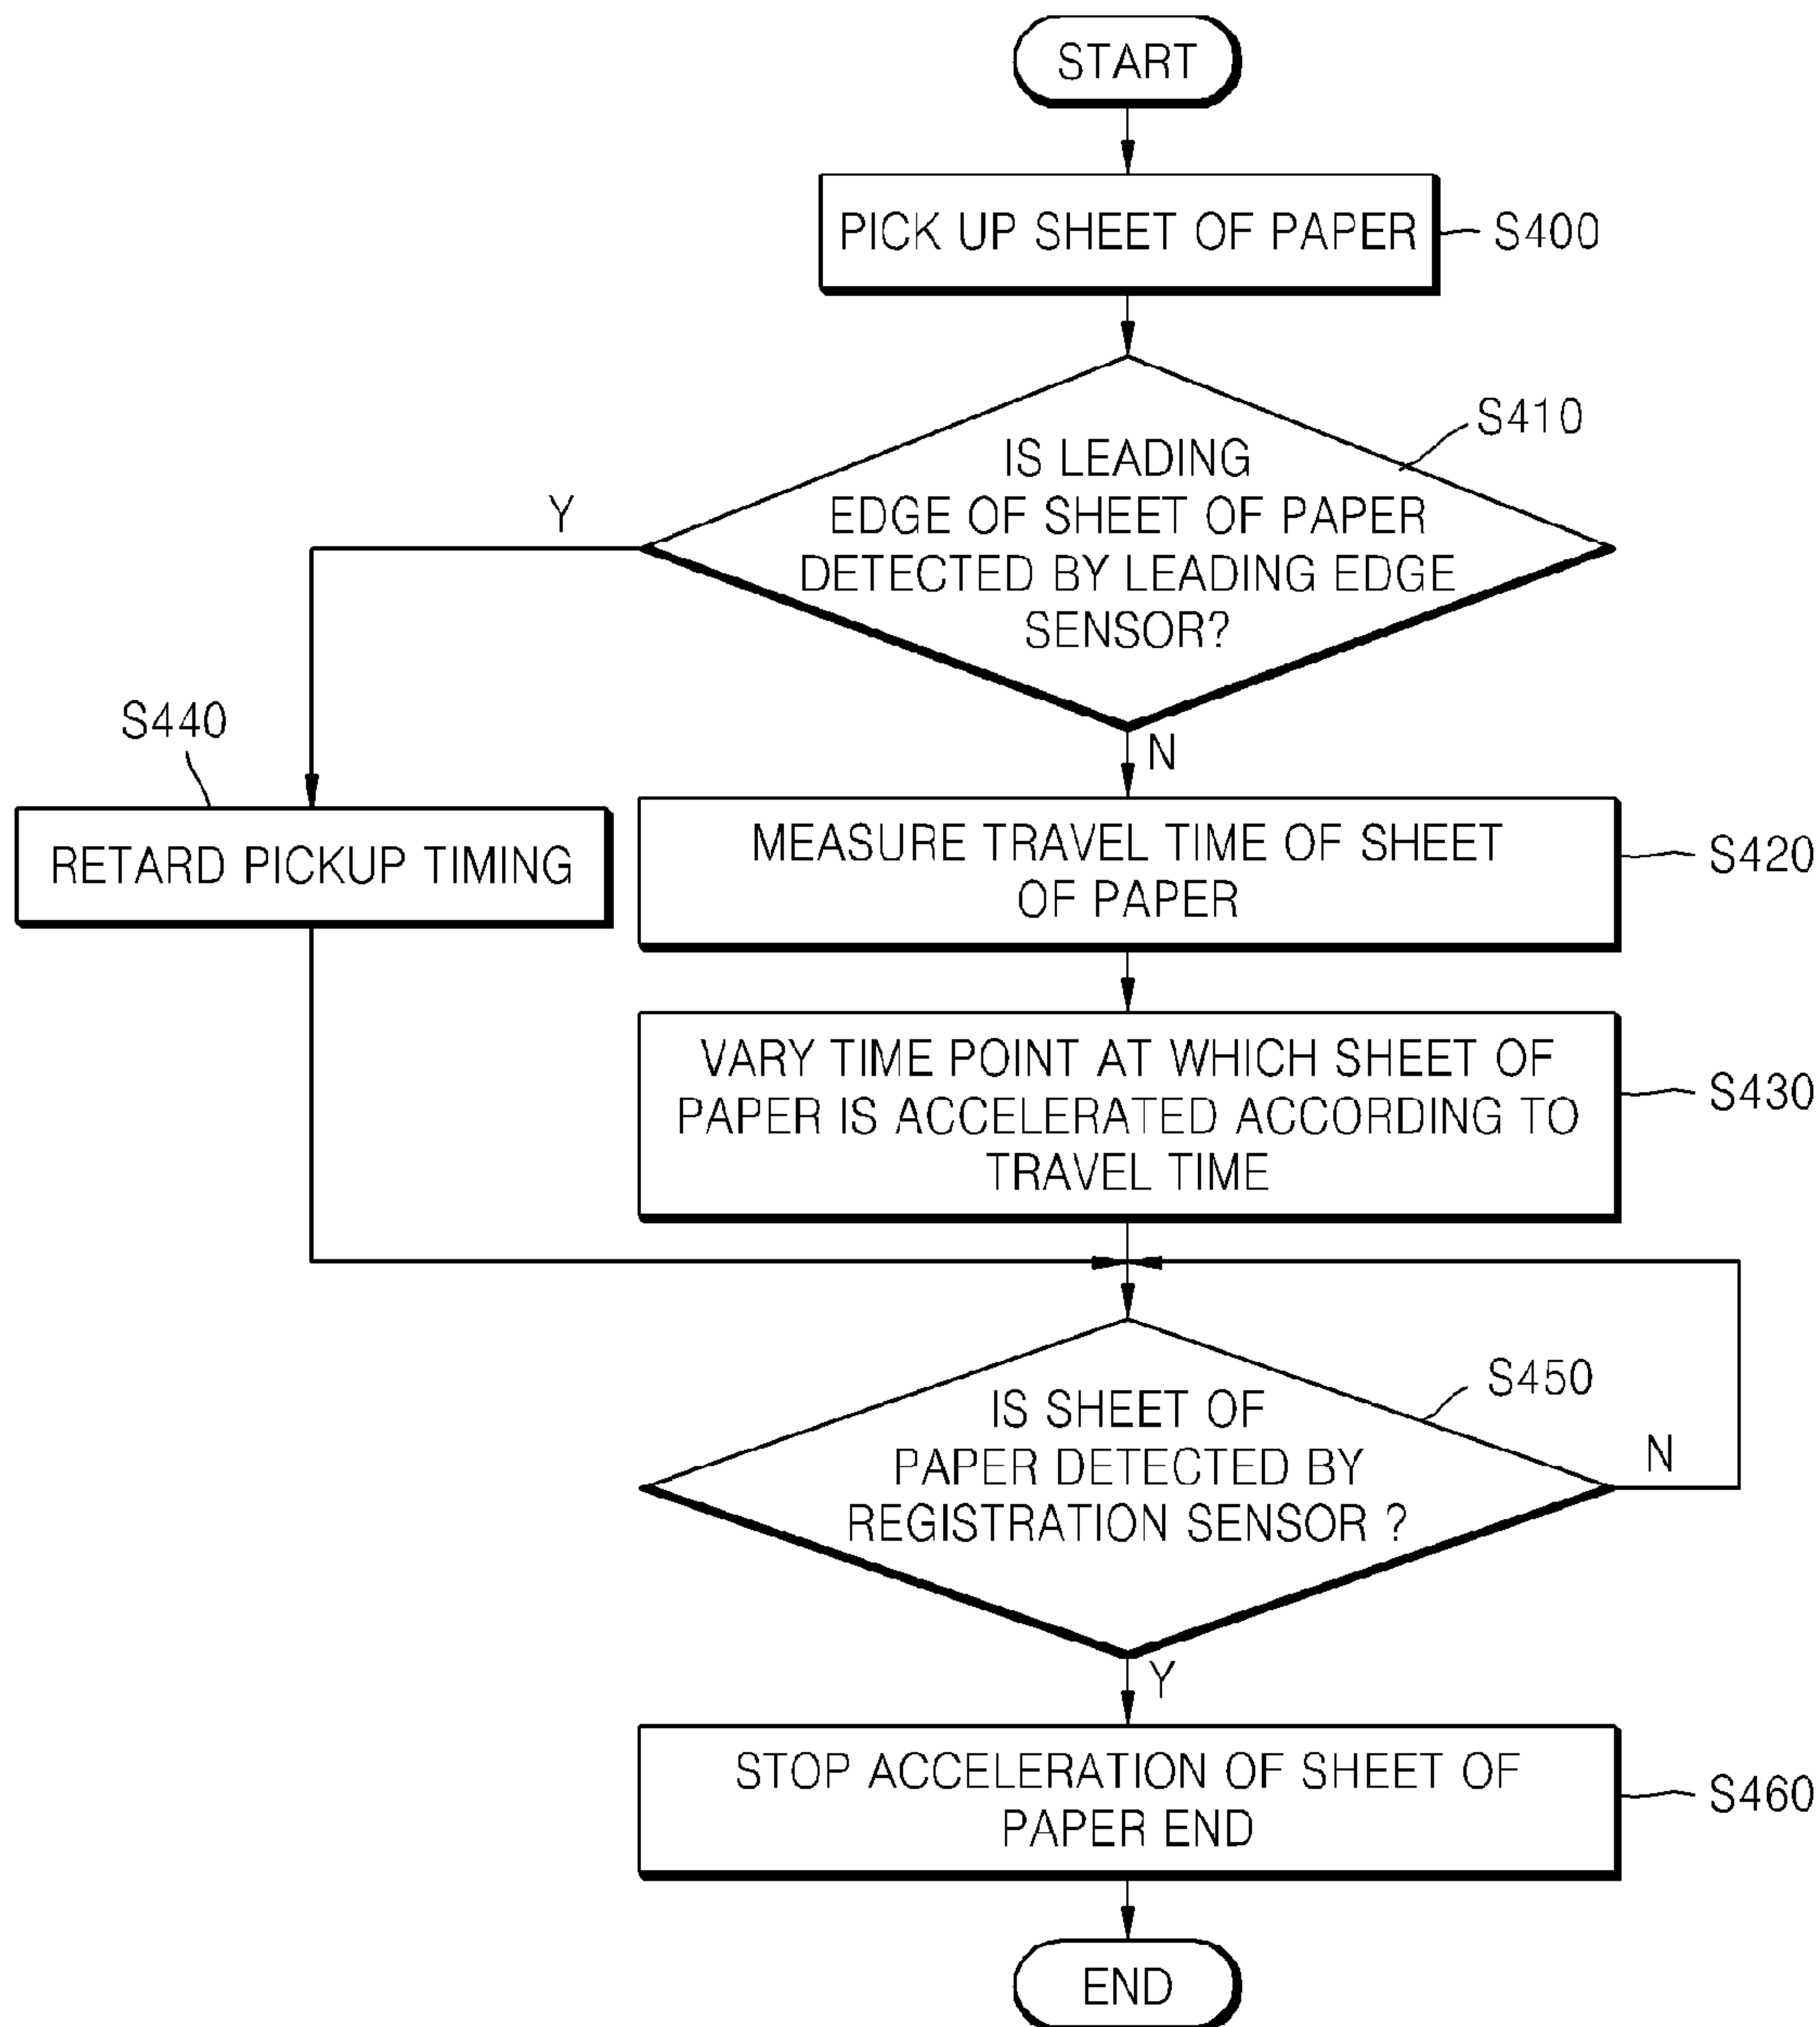 START
PICK UP SHEET OF PAPER
S400
S410
IS LEADING
EDGE OF SHEET OF PAPER
DETECTED BY LEADING EDGE
SENSOR?
Y
N
S440
RETARD PICKUP TIMING
MEASURE TRAVEL TIME OF SHEET
OF PAPER
S420
VARY TIME POINT AT WHICH SHEET OF
PAPER IS ACCELERATED ACCORDING TO
TRAVEL TIME
S430
S450
IS SHEET OF
PAPER DETECTED BY
REGISTRATION SENSOR ?
N
Y
STOP ACCELERATION OF SHEET OF
PAPER END
S460
END